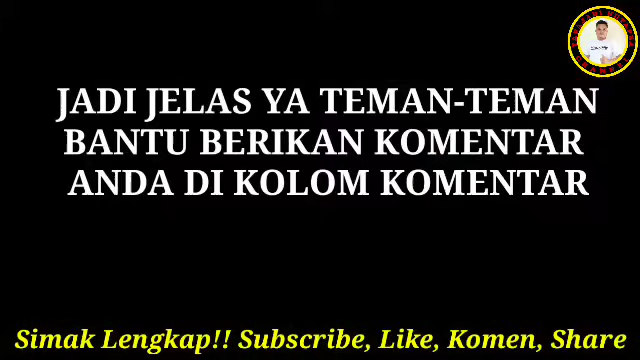 JADI JELAS YA TEMAN-TEMAN
BANTU BERIKAN KOMENTAR
ANDA DI KOLOM KOMENTAR
Simak Lengkap!! Subscribe, Like, Komen, Share